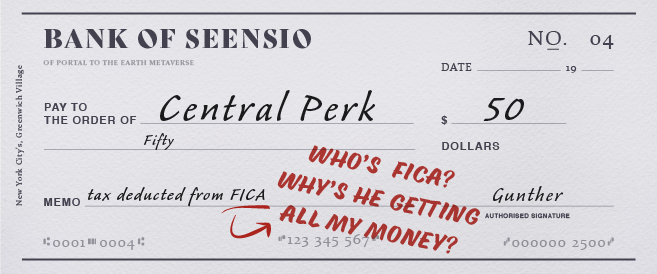 BANK OF SEENSIO
OF PORTAL TO THE EARTH METAVERSE
NO. 04
DATE 19
New York City's, Greenwich Village
PAY TO
THE ORDER OF Central Perk
$ 50
Fifty
DOLLARS
MEMO tax deducted from FICA
WHO'S FICA?
WHY'S HE GETTING
ALL MY MONEY?
Gunther
AUTHORISED SIGNATURE
⑆0001⑉0004⑆
⑈123 345 567⑈
⑈000000 2500⑈